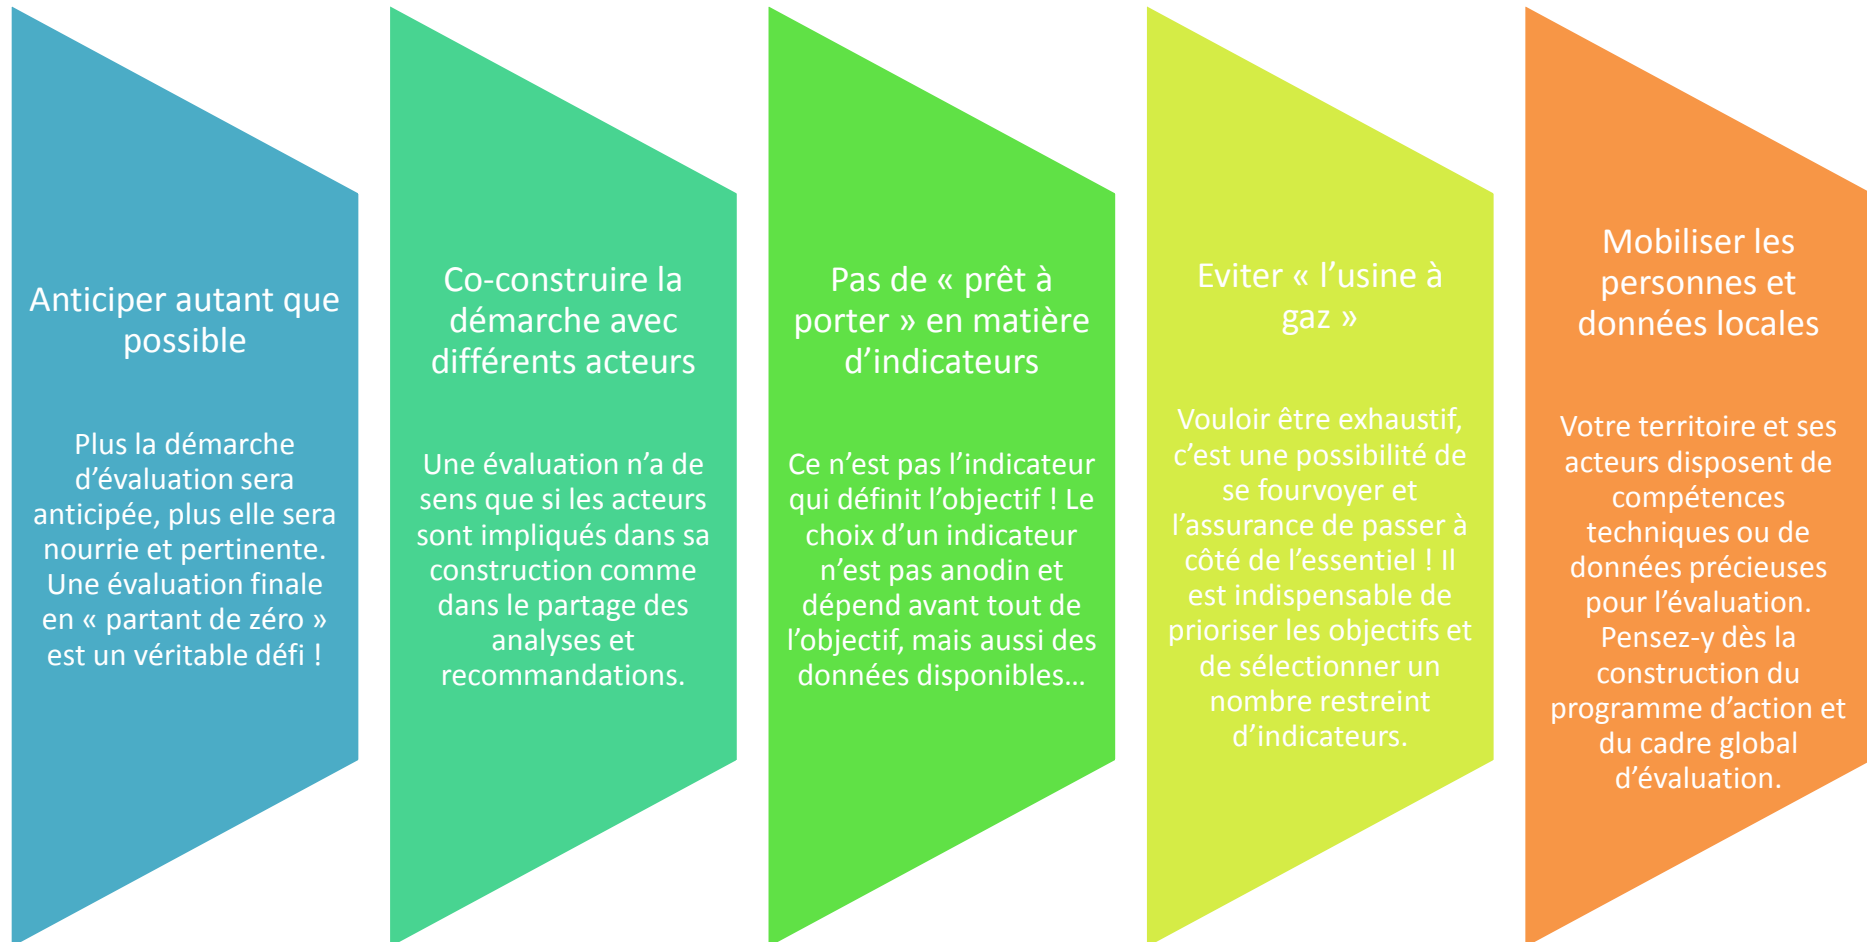 Anticiper autant que
possible
Plus la démarche
d’évaluation sera
anticipée, plus elle sera
nourrie et pertinente.
Une évaluation finale
en « partant de zéro »
est un véritable défi !
Co-construire la
démarche avec
différents acteurs
Une évaluation n’a de
sens que si les acteurs
sont impliqués dans sa
construction comme
dans le partage des
analyses et
recommandations.
Pas de « prêt à
porter » en matière
d’indicateurs
Ce n’est pas l’indicateur
qui définit l’objectif ! Le
choix d’un indicateur
n’est pas anodin et
dépend avant tout de
l’objectif, mais aussi des
données disponibles…
Eviter « l’usine à
gaz »
Vouloir être exhaustif,
c’est une possibilité de
se fourvoyer et
l’assurance de passer à
côté de l’essentiel ! Il
est indispensable de
prioriser les objectifs et
de sélectionner un
nombre restreint
d’indicateurs.
Mobiliser les
personnes et
données locales
Votre territoire et ses
acteurs disposent de
compétences
techniques ou de
données précieuses
pour l’évaluation.
Pensez-y dès la
construction du
programme d’action et
du cadre global
d’évaluation.